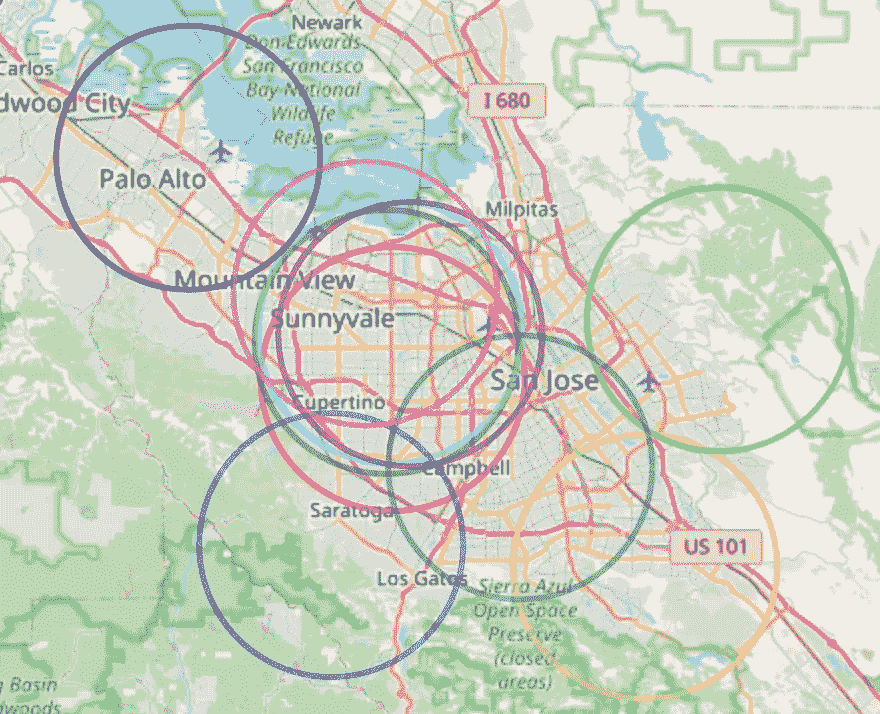 Newark
Don Edwards
San Francisco
Bay National
Wildlife
Refuge
Carlos
dwood City
I 680
Palo Alto
Milpitas
Mountain View
Sunnyvale
San Jose
Cupertino
Campbell
Saratoga
US 101
Los Gatos
Sierra Azul
Open Space
Preserve
(closed
areas)
g Basin
dwoods